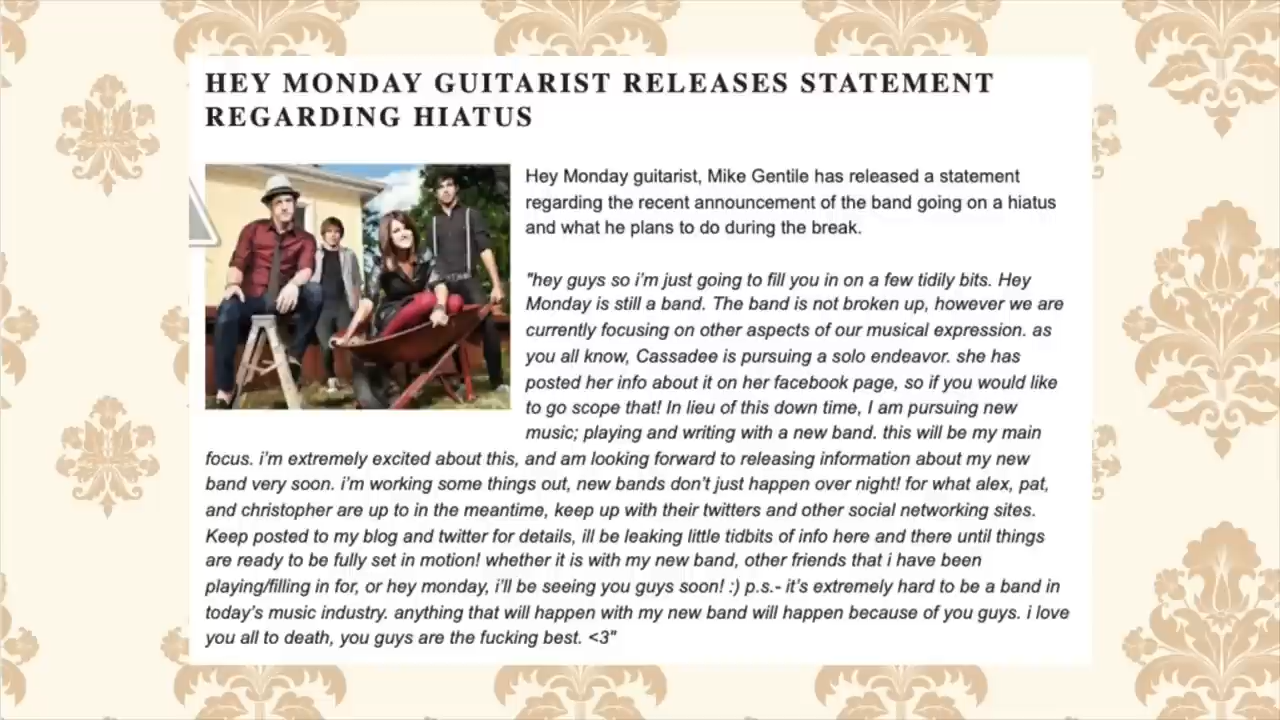 HEY MONDAY GUITARIST RELEASES STATEMENT
REGARDING HIATUS
Hey Monday guitarist, Mike Gentile has released a statement
regarding the recent announcement of the band going on a hiatus
and what he plans to do during the break.
"hey guys so i'm just going to fill you in on a few tidily bits. Hey
Monday is still a band. The band is not broken up, however we are
currently focusing on other aspects of our musical expression. as
you all know, Cassadee is pursuing a solo endeavor. she has
posted her info about it on her facebook page, so if you would like
to go scope that! In lieu of this down time, I am pursuing new
music; playing and writing with a new band. this will be my main
focus. i'm extremely excited about this, and am looking forward to releasing information about my new
band very soon. i'm working some things out, new bands don't just happen over night! for what alex, pat,
and christopher are up to in the meantime, keep up with their twitters and other social networking sites.
Keep posted to my blog and twitter for details, ill be leaking little tidbits of info here and there until things
are ready to be fully set in motion! whether it is with my new band, other friends that i have been
playing/filling in for, or hey monday, i'll be seeing you guys soon! :) p.s.- it's extremely hard to be a band in
today's music industry. anything that will happen with my new band will happen because of you guys. i love
you all to death, you guys are the fucking best. <3"